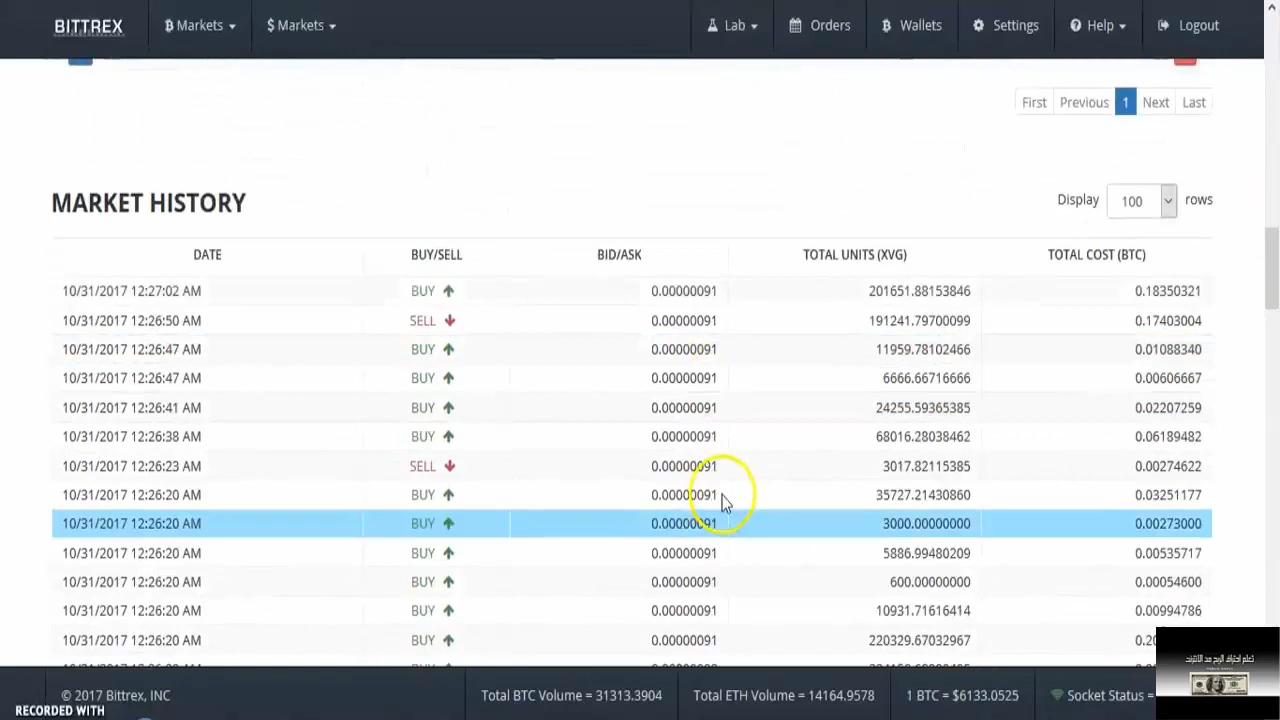 BITTREX
Markets
$ Markets
Lab
Orders
Wallets
Settings
Help
Logout
First Previous 1 Next Last
MARKET HISTORY
Display 100 rows
DATE BUY/SELL BID/ASK TOTAL UNITS (XVG) TOTAL COST (BTC)
10/31/2017 12:27:02 AM BUY 0.00000091 201651.88153846 0.18350321
10/31/2017 12:26:50 AM SELL 0.00000091 191241.79700099 0.17403004
10/31/2017 12:26:47 AM BUY 0.00000091 11959.78102466 0.01088340
10/31/2017 12:26:47 AM BUY 0.00000091 6666.66716666 0.00606667
10/31/2017 12:26:41 AM BUY 0.00000091 24255.59365385 0.02207259
10/31/2017 12:26:38 AM BUY 0.00000091 68016.28038462 0.06189482
10/31/2017 12:26:23 AM SELL 0.00000091 3017.82115385 0.00274622
10/31/2017 12:26:20 AM BUY 0.00000091 35727.21430860 0.03251177
10/31/2017 12:26:20 AM BUY 0.00000091 3000.00000000 0.00273000
10/31/2017 12:26:20 AM BUY 0.00000091 5886.99480209 0.00535717
10/31/2017 12:26:20 AM BUY 0.00000091 600.00000000 0.00054600
10/31/2017 12:26:20 AM BUY 0.00000091 10931.71616414 0.00994786
10/31/2017 12:26:20 AM BUY 0.00000091 220329.67032967
تعلم احتراف الربح من الانترنت
© 2017 Bittrex, INC
Total BTC Volume = 31313.3904
Total ETH Volume = 14164.9578
1 BTC = $6133.0525
Socket Status =
RECORDED WITH